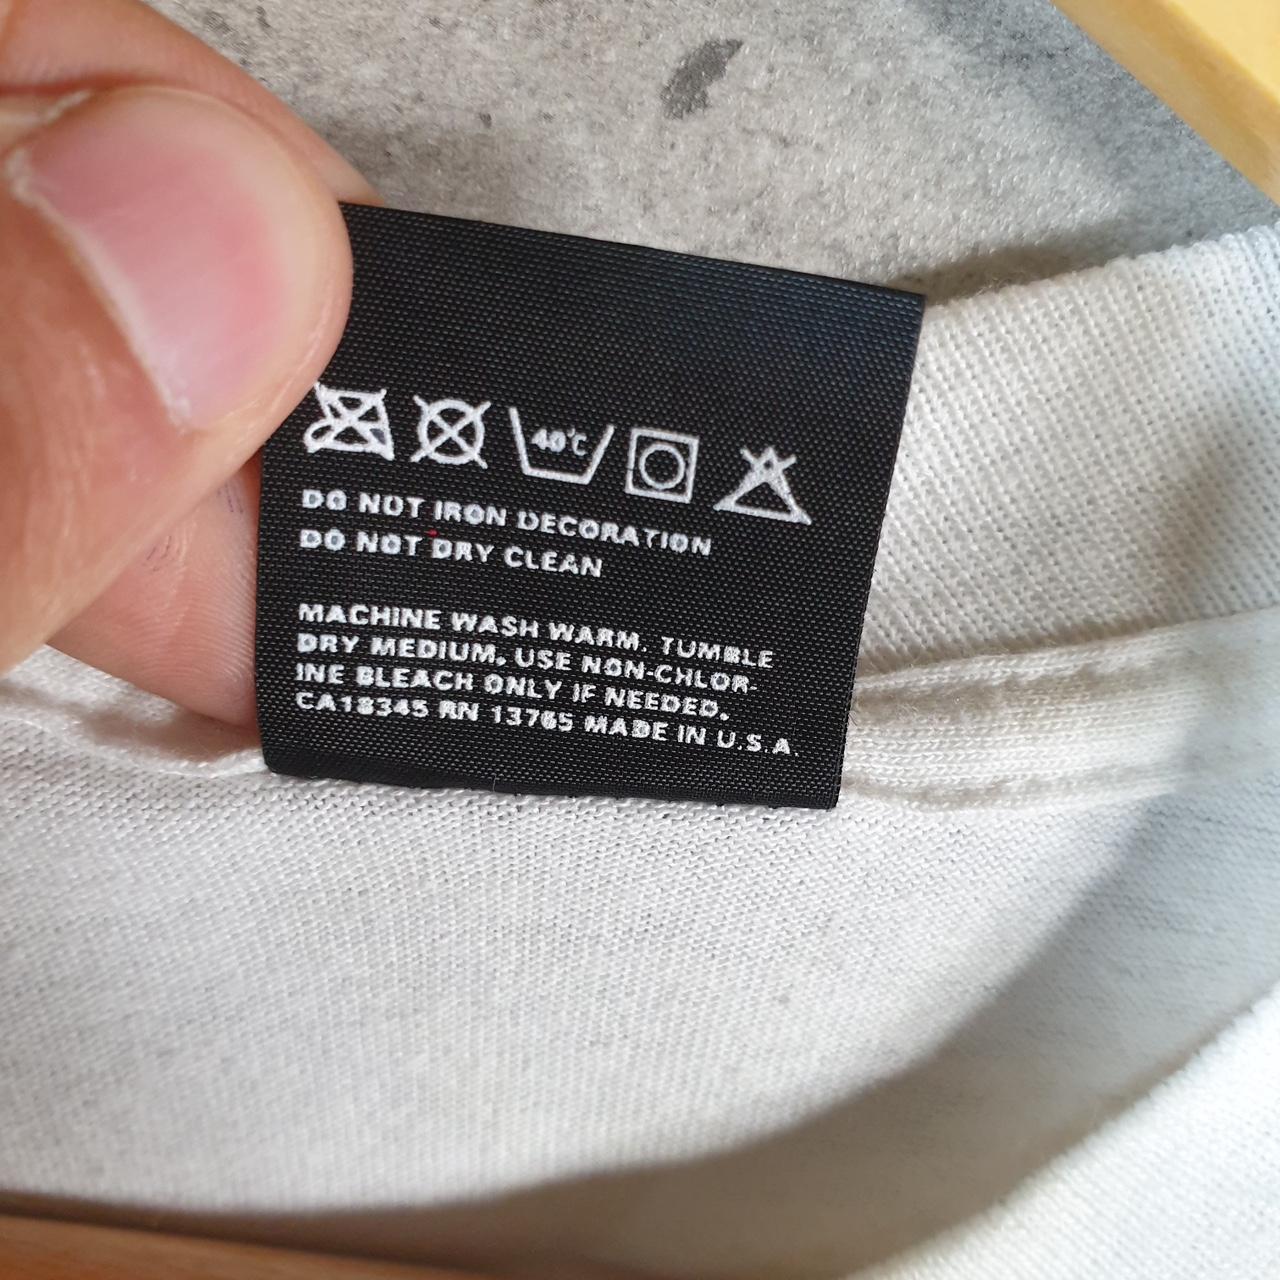 40°C
DO NOT IRON DECORATION
DO NOT DRY CLEAN
MACHINE WASH WARM, TUMBLE
DRY MEDIUM, USE NON-CHLOR-
INE BLEACH ONLY IF NEEDED.
CA18345 RN 13765 MADE IN U.S.A